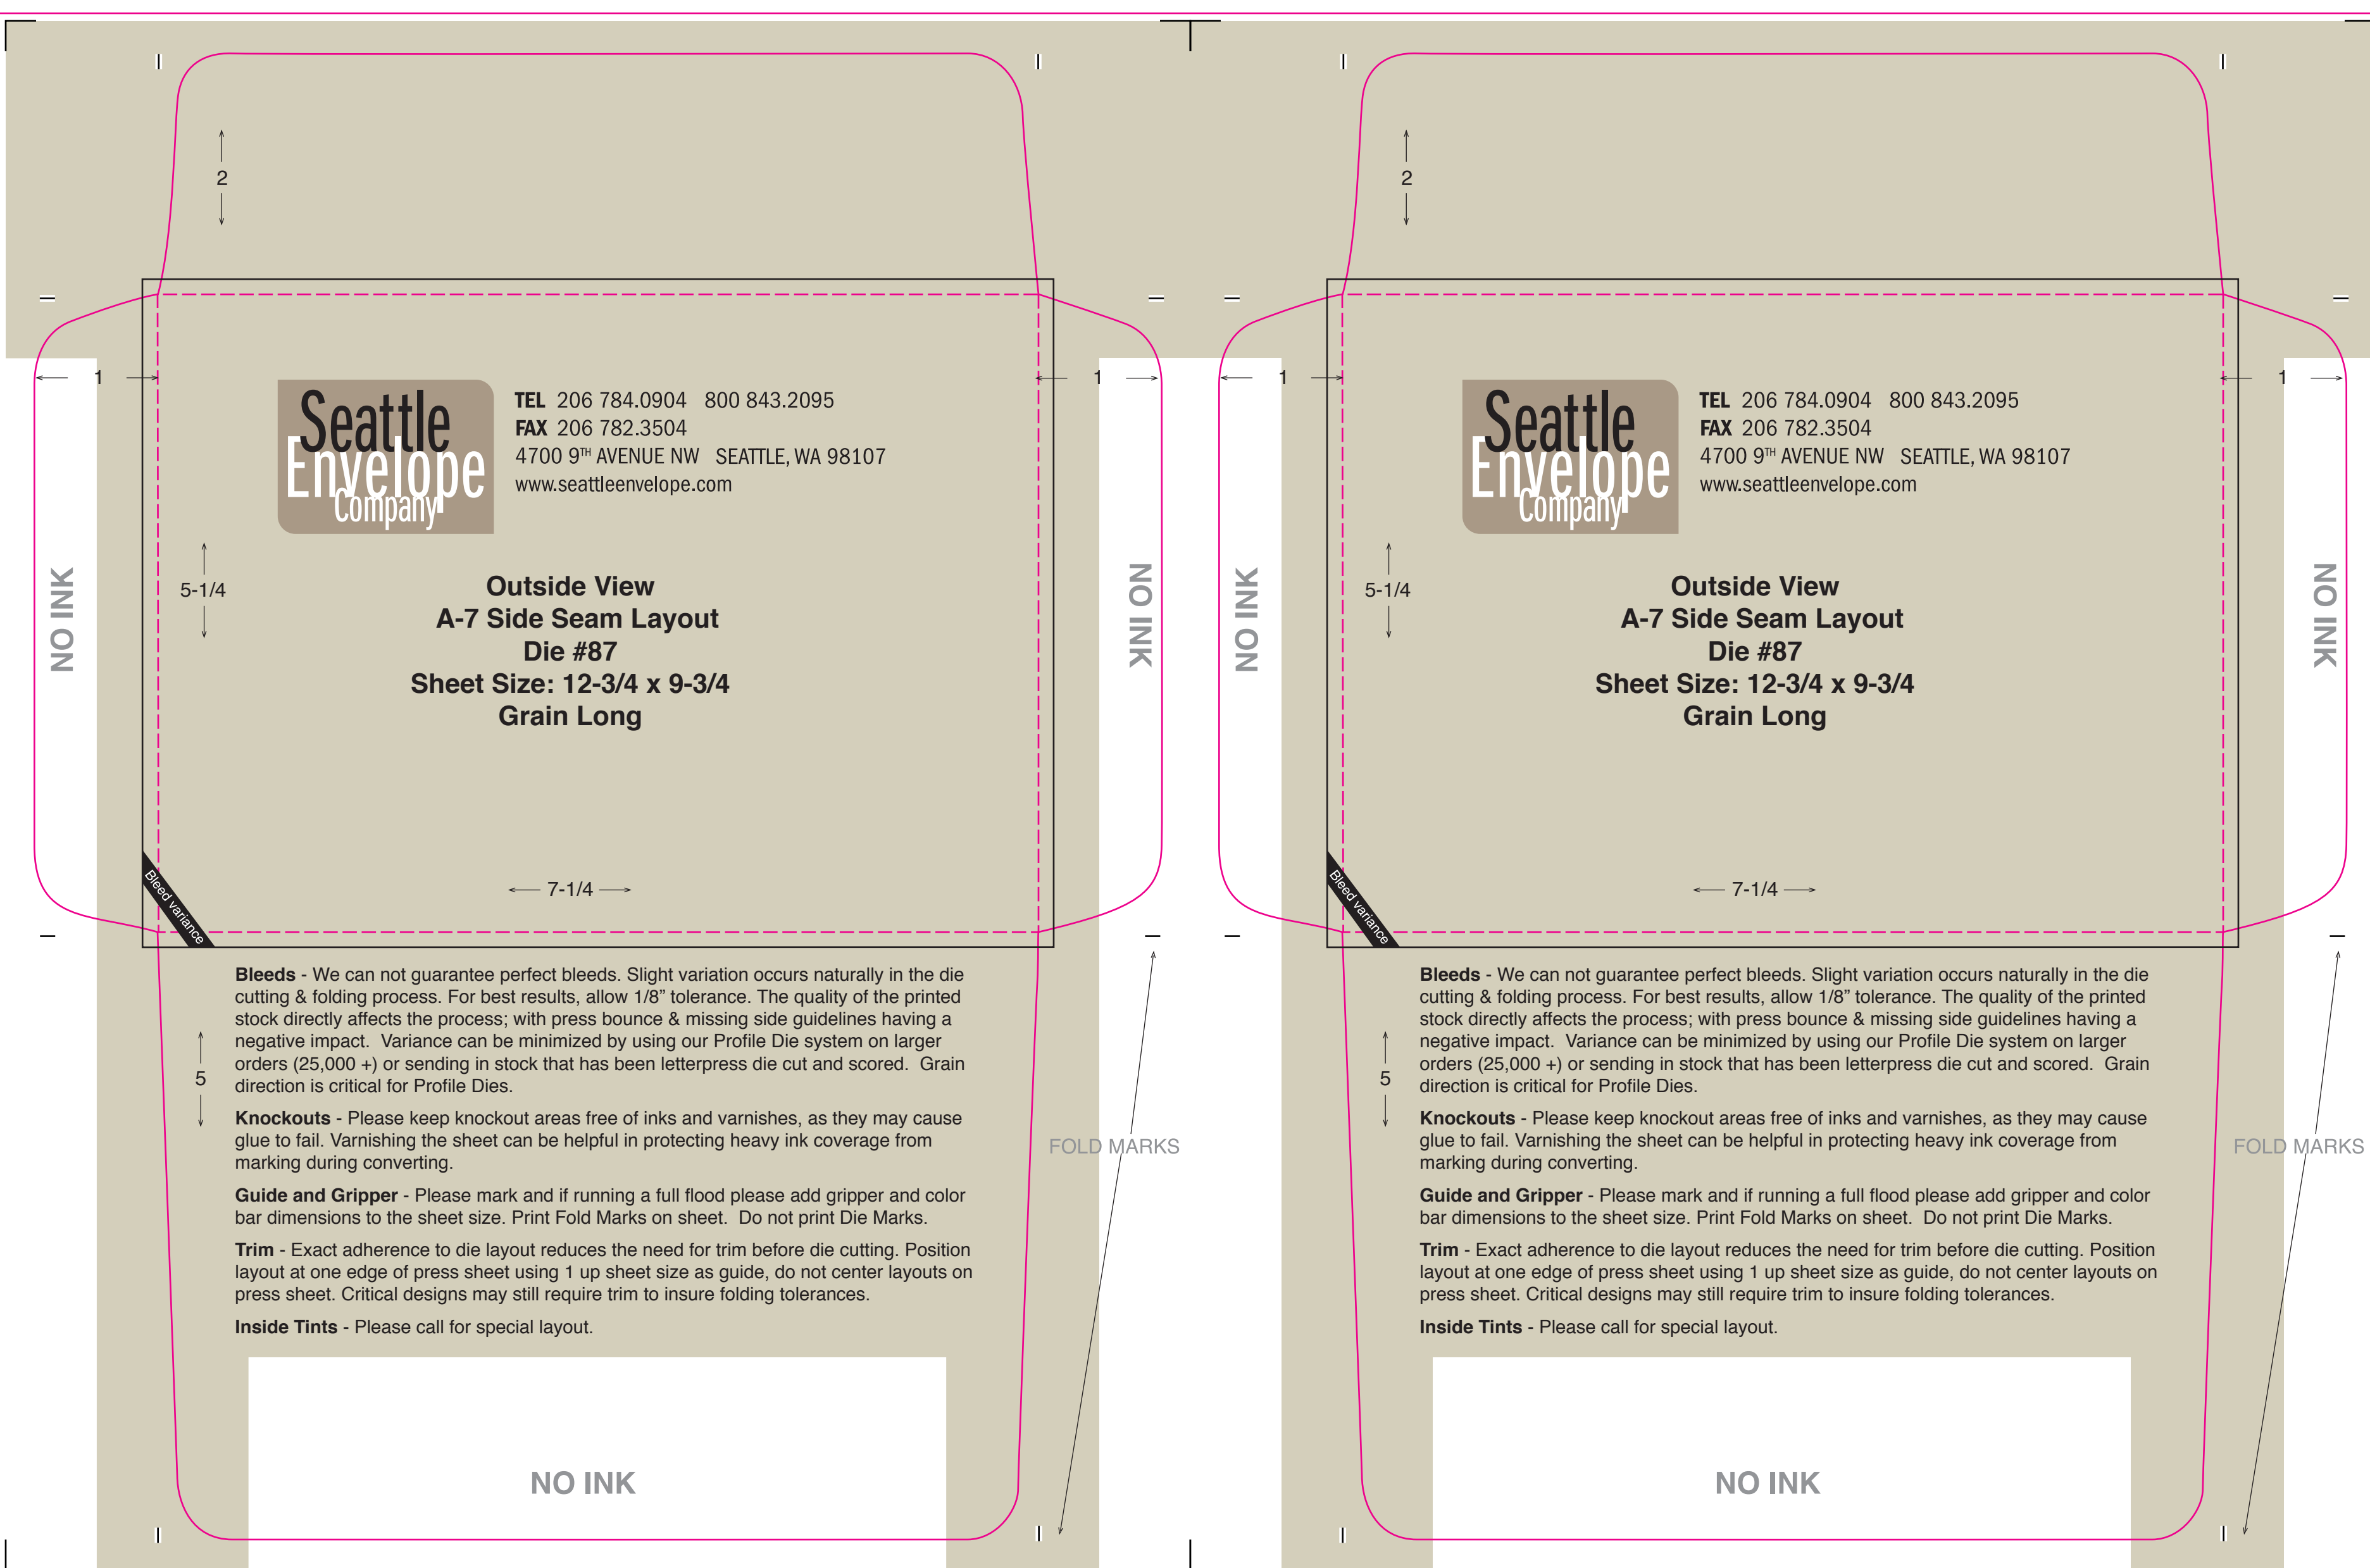 2
1
1
Seattle
Envelope
Company
TEL 206 784.0904 800 843.2095
FAX 206 782.3504
4700 9TH AVENUE NW SEATTLE, WA 98107
www.seattleenvelope.com
NO INK
NO INK
5-1/4
Outside View
A-7 Side Seam Layout
Die #87
Sheet Size: 12-3/4 x 9-3/4
Grain Long
7-1/4
Bleed variance
Bleeds - We can not guarantee perfect bleeds. Slight variation occurs naturally in the die
cutting & folding process. For best results, allow 1/8” tolerance. The quality of the printed
stock directly affects the process; with press bounce & missing side guidelines having a
negative impact. Variance can be minimized by using our Profile Die system on larger
orders (25,000 +) or sending in stock that has been letterpress die cut and scored. Grain
direction is critical for Profile Dies.
5
Knockouts - Please keep knockout areas free of inks and varnishes, as they may cause
glue to fail. Varnishing the sheet can be helpful in protecting heavy ink coverage from
marking during converting.
FOLD MARKS
Guide and Gripper - Please mark and if running a full flood please add gripper and color
bar dimensions to the sheet size. Print Fold Marks on sheet. Do not print Die Marks.
Trim - Exact adherence to die layout reduces the need for trim before die cutting. Position
layout at one edge of press sheet using 1 up sheet size as guide, do not center layouts on
press sheet. Critical designs may still require trim to insure folding tolerances.
Inside Tints - Please call for special layout.
NO INK
2
1
1
Seattle
Envelope
Company
TEL 206 784.0904 800 843.2095
FAX 206 782.3504
4700 9TH AVENUE NW SEATTLE, WA 98107
www.seattleenvelope.com
NO INK
NO INK
5-1/4
Outside View
A-7 Side Seam Layout
Die #87
Sheet Size: 12-3/4 x 9-3/4
Grain Long
7-1/4
Bleed variance
Bleeds - We can not guarantee perfect bleeds. Slight variation occurs naturally in the die
cutting & folding process. For best results, allow 1/8” tolerance. The quality of the printed
stock directly affects the process; with press bounce & missing side guidelines having a
negative impact. Variance can be minimized by using our Profile Die system on larger
orders (25,000 +) or sending in stock that has been letterpress die cut and scored. Grain
direction is critical for Profile Dies.
5
Knockouts - Please keep knockout areas free of inks and varnishes, as they may cause
glue to fail. Varnishing the sheet can be helpful in protecting heavy ink coverage from
marking during converting.
FOLD MARKS
Guide and Gripper - Please mark and if running a full flood please add gripper and color
bar dimensions to the sheet size. Print Fold Marks on sheet. Do not print Die Marks.
Trim - Exact adherence to die layout reduces the need for trim before die cutting. Position
layout at one edge of press sheet using 1 up sheet size as guide, do not center layouts on
press sheet. Critical designs may still require trim to insure folding tolerances.
Inside Tints - Please call for special layout.
NO INK